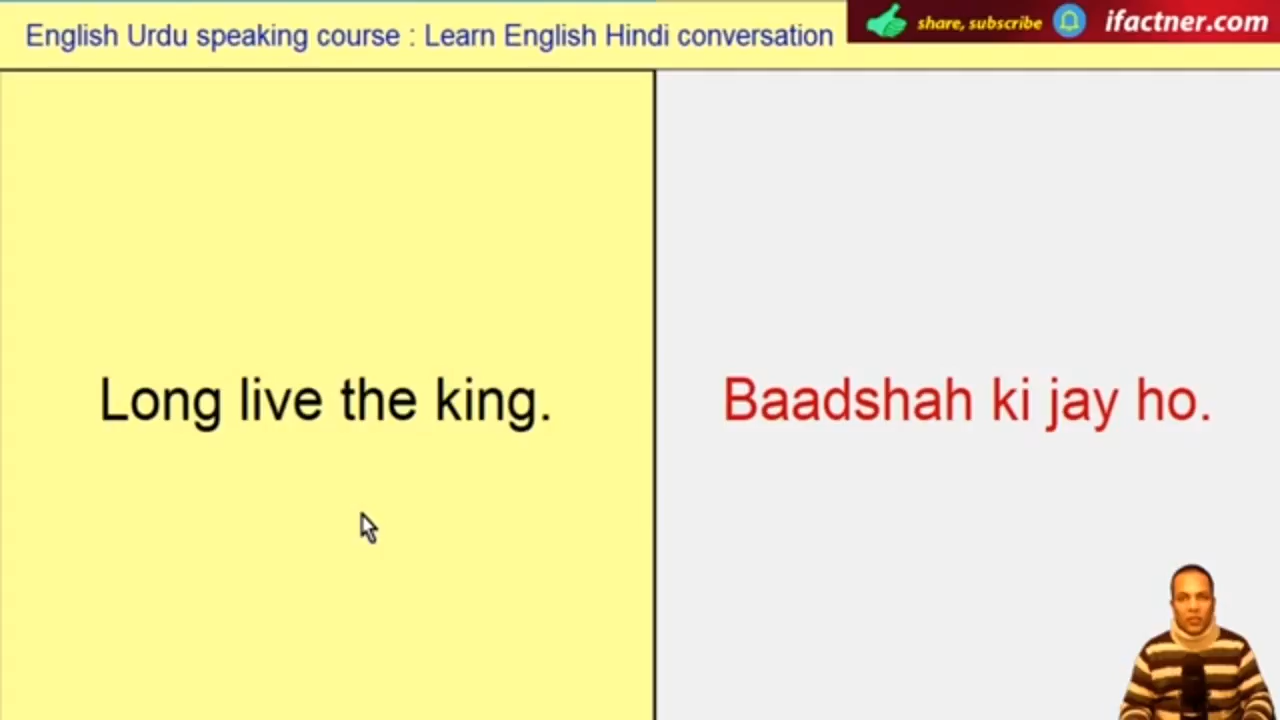 English Urdu speaking course : Learn English Hindi conversation
share, subscribe
ifactner.com
Long live the king.
Baadshah ki jay ho.